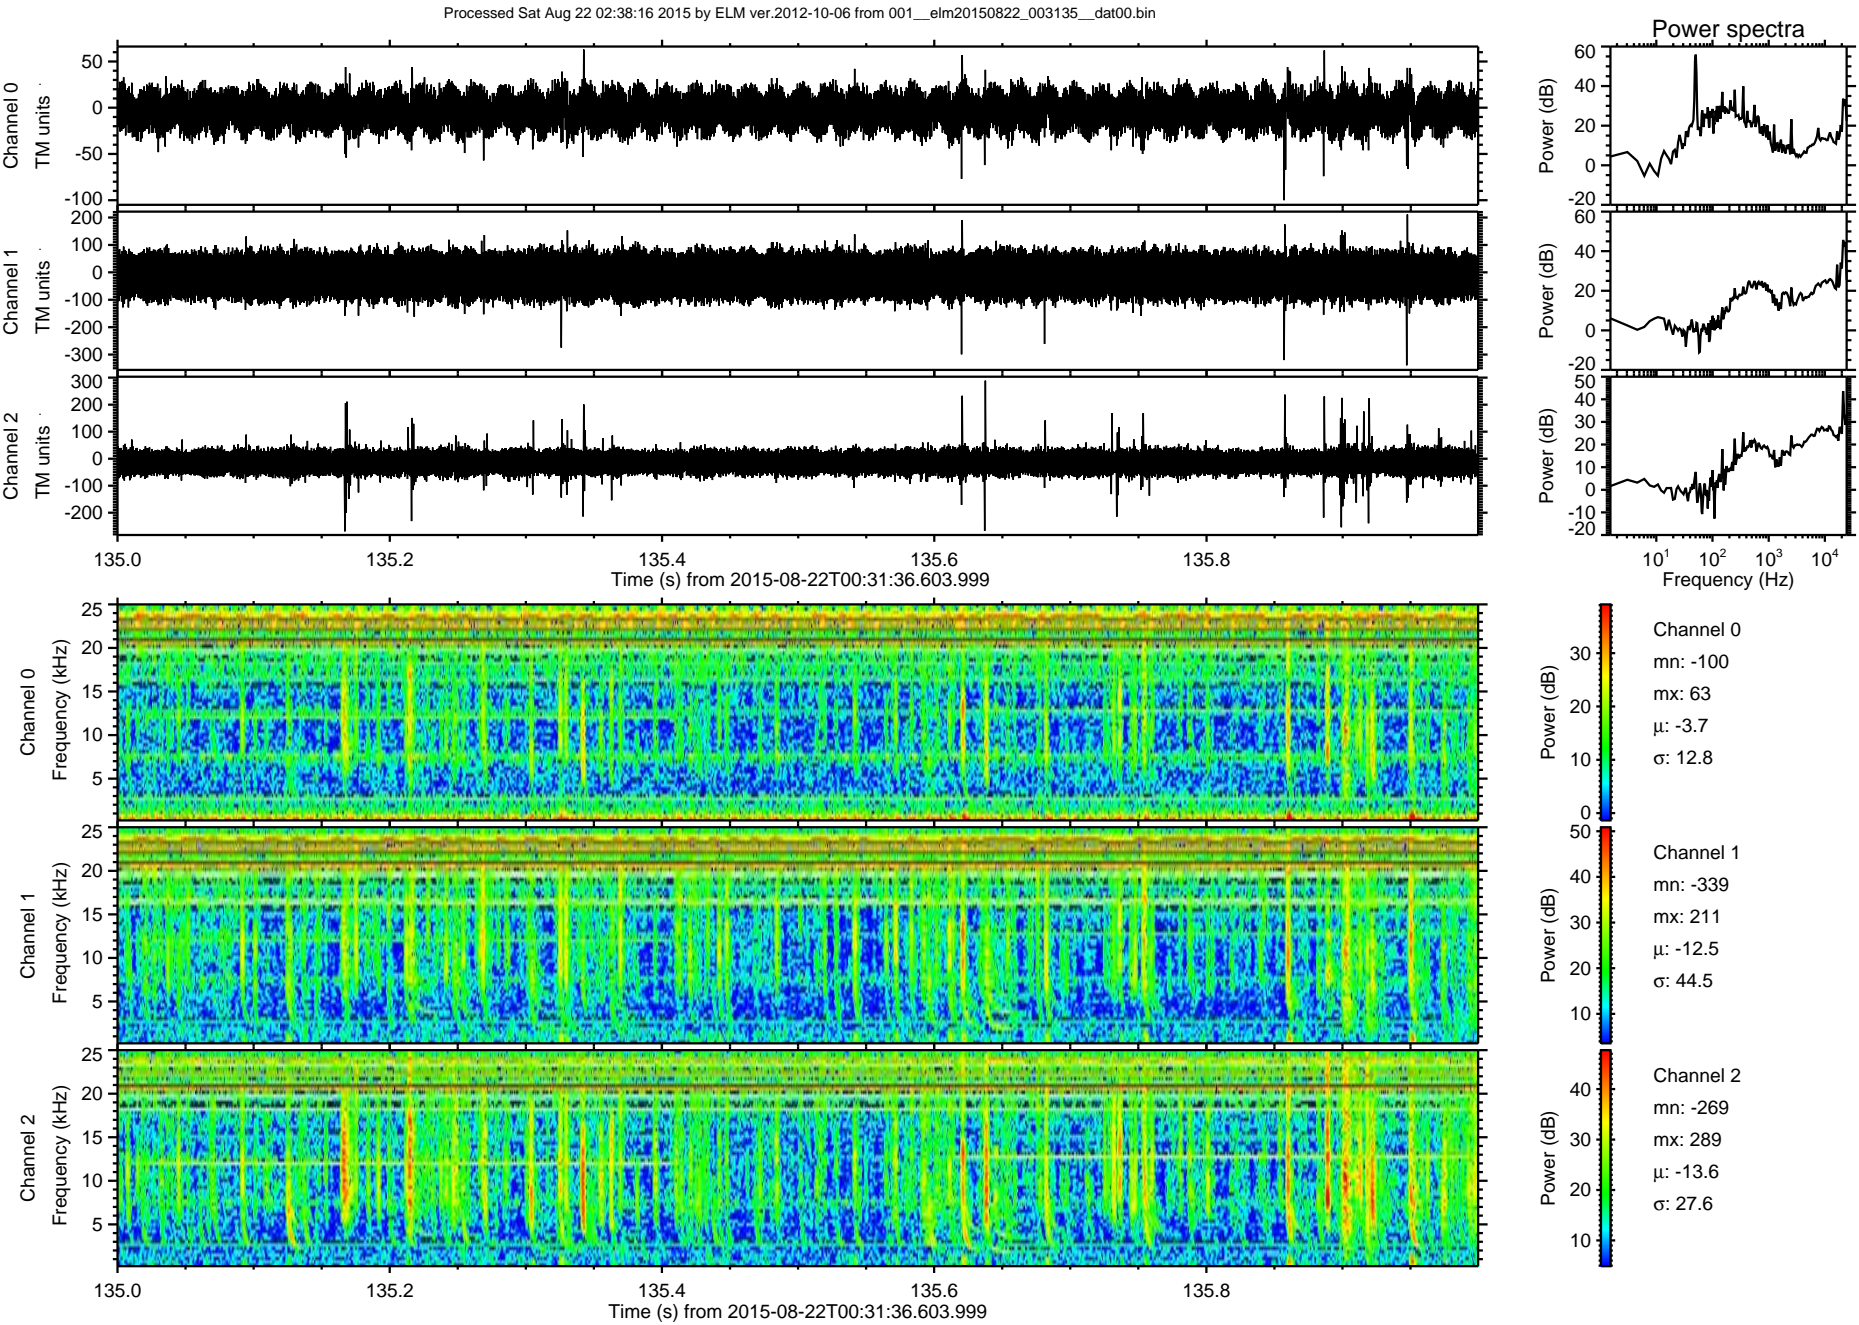 Processed Sat Aug 22 02:38:16 2015 by ELM ver.2012-10-06 from 001__elm20150822_003135__dat00.bin
Power spectra
Channel 0
TM units
50
0
-50
-100
Power (dB)
60
40
20
0
-20
Channel 1
TM units
200
100
0
-100
-200
-300
Power (dB)
60
40
20
0
-20
Channel 2
TM units
300
200
100
0
-100
-200
Power (dB)
50
40
30
20
10
0
-10
-20
135.0 135.2 135.4 135.6 135.8
Time (s) from 2015-08-22T00:31:36.603.999
10¹ 10² 10³ 10⁴
Frequency (Hz)
Channel 0
Frequency (kHz)
25
20
15
10
5
Power (dB)
30
20
10
0
Channel 0
mn: -100
mx: 63
μ: -3.7
σ: 12.8
Channel 1
Frequency (kHz)
25
20
15
10
5
Power (dB)
50
40
30
20
10
Channel 1
mn: -339
mx: 211
μ: -12.5
σ: 44.5
Channel 2
Frequency (kHz)
25
20
15
10
5
Power (dB)
40
30
20
10
Channel 2
mn: -269
mx: 289
μ: -13.6
σ: 27.6
135.0 135.2 135.4 135.6 135.8
Time (s) from 2015-08-22T00:31:36.603.999